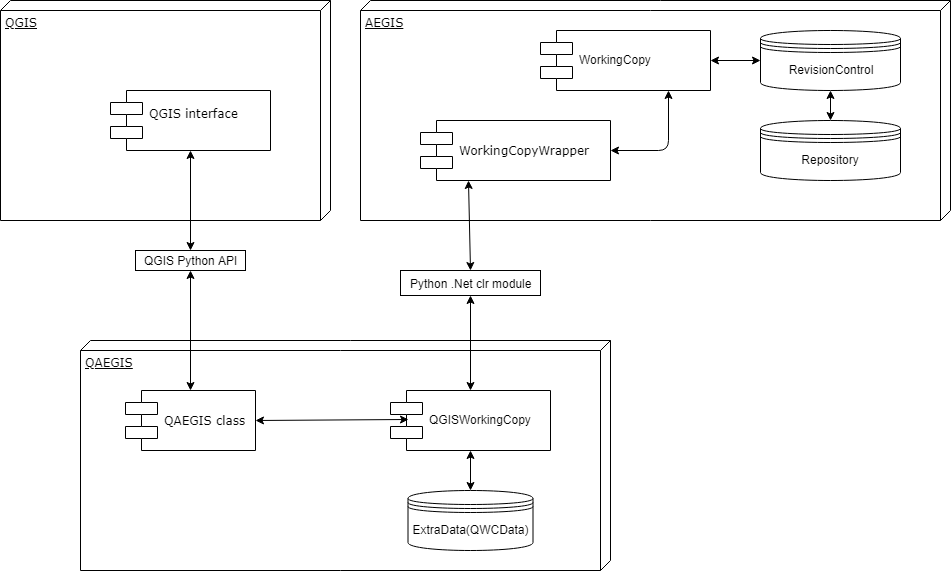 QGIS
QGIS interface
AEGIS
WorkingCopy
RevisionControl
WorkingCopyWrapper
Repository
QGIS Python API
Python .Net clr module
QAEGIS
QAEGIS class
QGISWorkingCopy
ExtraData(QWCData)